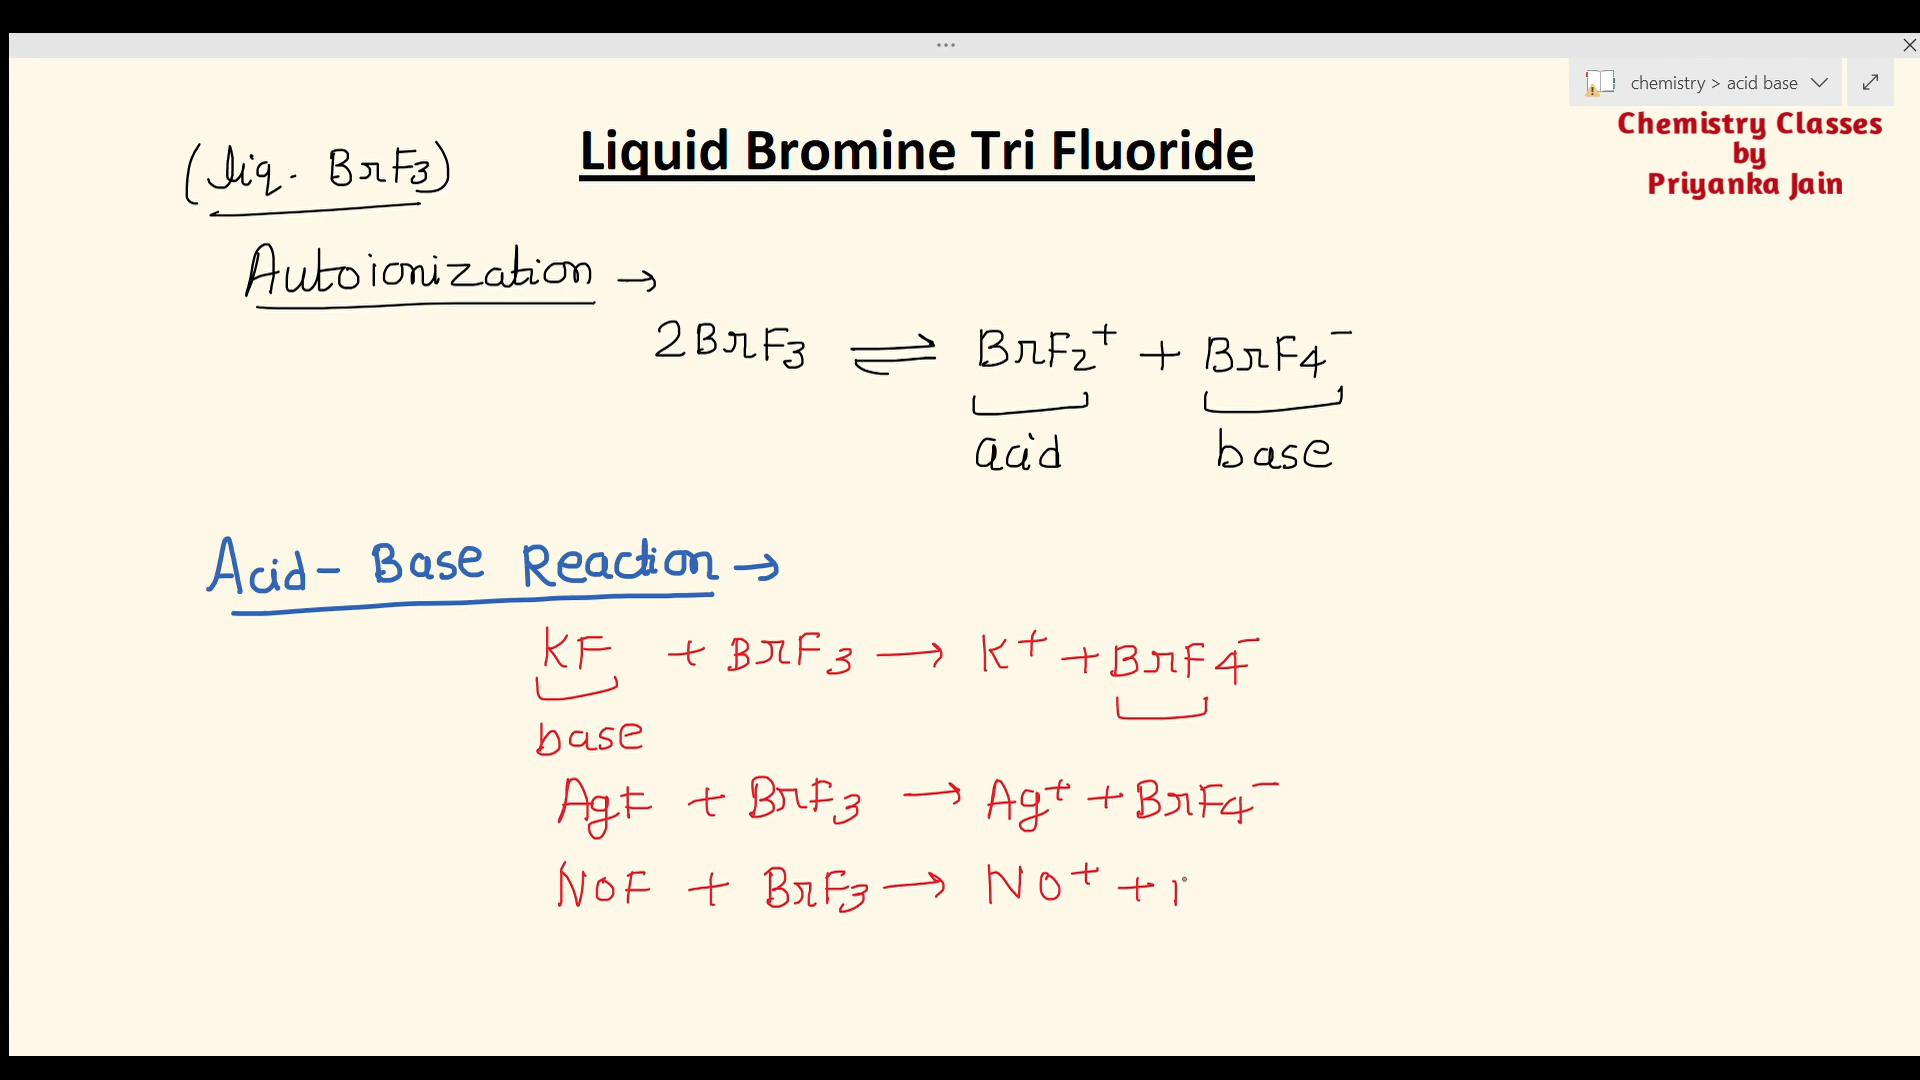 chemistry > acid base
Chemistry Classes
by
Priyanka Jain
Liquid Bromine Tri Fluoride
(liq. BrF3)
Autoionization →
2BrF3 ⇌ BrF2⁺ + BrF4⁻
acid base
Acid-Base Reaction →
KF + BrF3 → K⁺ + BrF4⁻
base
AgF + BrF3 → Ag⁺ + BrF4⁻
NOF + BrF3 → NO⁺ +